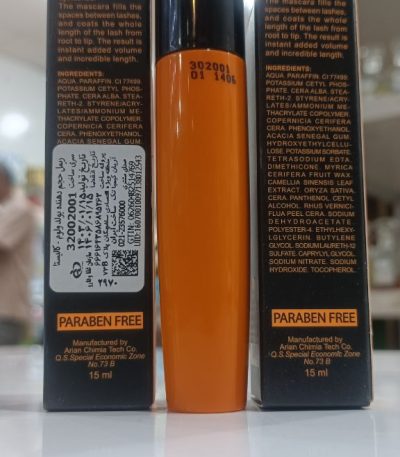 The mascara fills the
spaces between lashes,
and coats the whole
length of the lash from
root to tip. The result is
instant added volume
and increased length.
INGREDIENTS:
AQUA. PARAFFIN. CI 77499.
POTASSIUM CETYL PHOS-
PHATE. CERA ALBA. STEA-
RETH-2. STYRENE/ACRY-
LATES/AMMONIUM ME-
THACRYLATE COPOLYMER.
COPERNICIA CERIFERA
CERA. PHENOXYETHANOL.
ACACIA SENEGAL GUM.
32002001
021-23576000
۲۹۷۰
PARABEN FREE
Manufactured by
Arian Chimia Tech Co.
Q.S.Special Economic Zone
No.73 B
15 ml
302001
01 1406
The mascara fills the
spaces between lashes,
and coats the whole
length of the lash from
root to tip. The result is
instant added volume
and increased length.
INGREDIENTS:
AQUA. PARAFFIN. CI 77499.
POTASSIUM CETYL PHOS-
PHATE. CERA ALBA. STEA-
RETH-2. STYRENE/ACRY-
LATES/AMMONIUM ME-
THACRYLATE COPOLYMER.
COPERNICIA CERIFERA
CERA. PHENOXYETHANOL.
ACACIA SENEGAL GUM.
HYDROXYETHYLCELLU-
LOSE. POTASSIUM SORBATE.
TETRASODIUM EDTA.
DIMETHICONE. MYRICA
CERIFERA FRUIT WAX.
CAMELLIA SINENSIS LEAF
EXTRACT. ORYZA SATIVA
CERA. PANTHENOL. CETYL
ALCOHOL. RHUS VERNICI-
FLUA PEEL CERA. SODIUM
DEHYDROACETATE.
POLYESTER-4. ETHYLHEX-
YLGLYCERIN. BUTYLENE
GLYCOL. SODIUM LAURETH-12
SULFATE. CAPRYLYL GLYCOL.
SODIUM NITRATE. SODIUM
HYDROXIDE. TOCOPHEROL.
PARABEN FREE
Manufactured by
Arian Chimia Tech Co.
Q.S.Special Economic Zone
No.73 B
15 ml